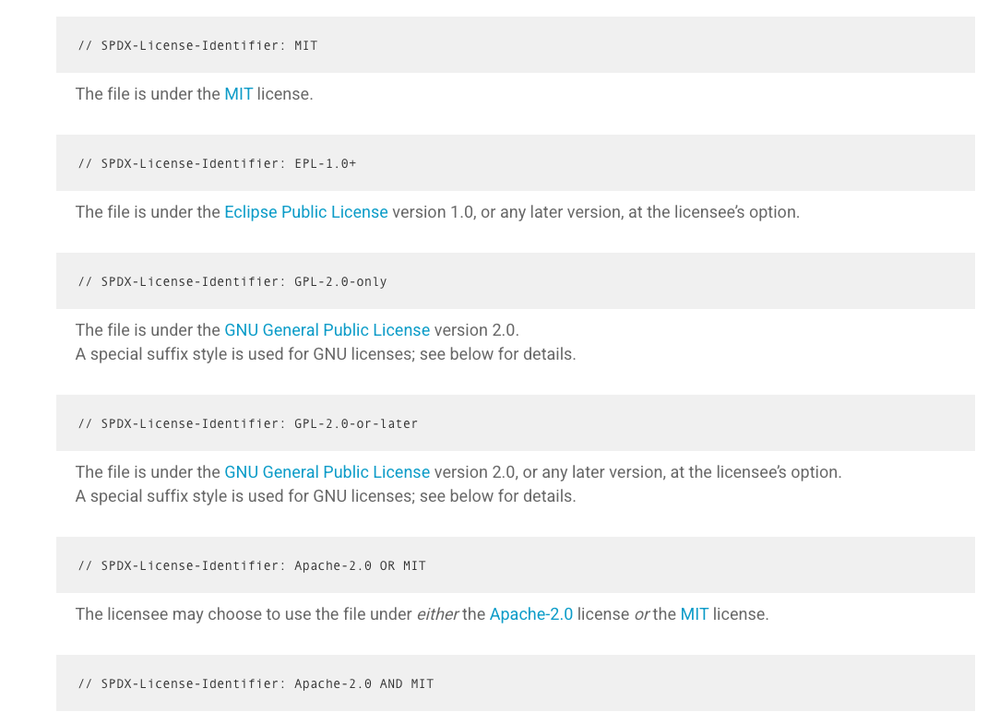 // SPDX-License-Identifier: MIT
The file is under the MIT license.
// SPDX-License-Identifier: EPL-1.0+
The file is under the Eclipse Public License version 1.0, or any later version, at the licensee’s option.
// SPDX-License-Identifier: GPL-2.0-only
The file is under the GNU General Public License version 2.0.
A special suffix style is used for GNU licenses; see below for details.
// SPDX-License-Identifier: GPL-2.0-or-later
The file is under the GNU General Public License version 2.0, or any later version, at the licensee’s option.
A special suffix style is used for GNU licenses; see below for details.
// SPDX-License-Identifier: Apache-2.0 OR MIT
The licensee may choose to use the file under either the Apache-2.0 license or the MIT license.
// SPDX-License-Identifier: Apache-2.0 AND MIT